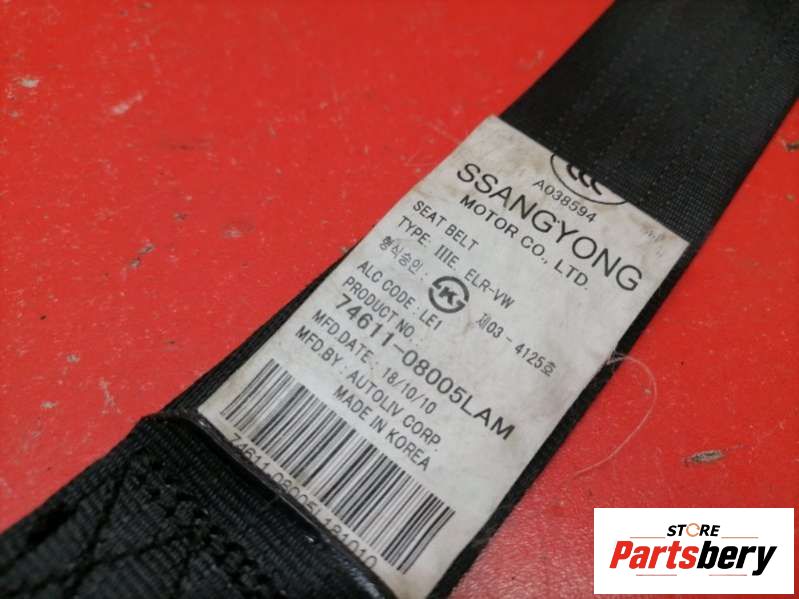 A038594
SSANGYONG
MOTOR CO., LTD.
SEAT BELT
TYPE : IIIE ELR-VW
형식승인 : K 제03 - 4125호
ALC CODE : LE1
PRODUCT NO. :
74611-08005LAM
MFD.DATE : 18/10/10
MFD.BY : AUTOLIV CORP.
MADE IN KOREA
STORE
Partsbery